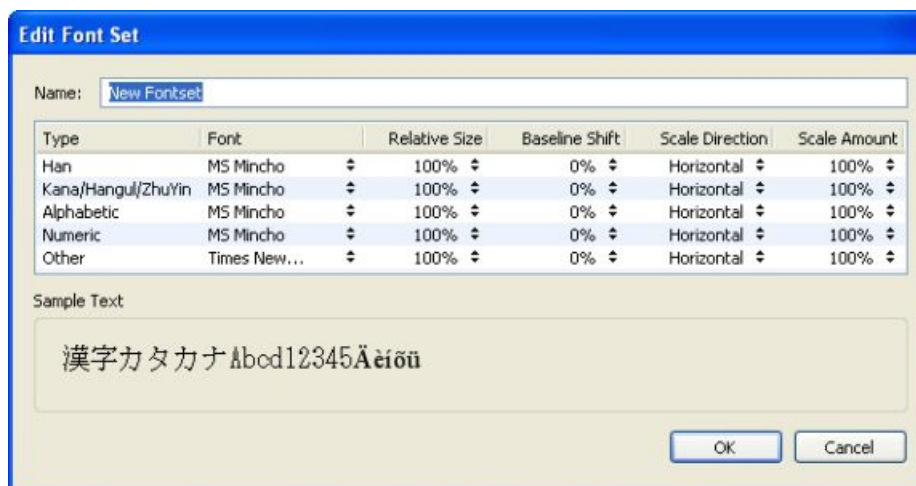 Edit Font Set
Name: New Fontset
Type Font Relative Size Baseline Shift Scale Direction Scale Amount
Han MS Mincho 100% 0% Horizontal 100%
Kana/Hangul/ZhuYin MS Mincho 100% 0% Horizontal 100%
Alphabetic MS Mincho 100% 0% Horizontal 100%
Numeric MS Mincho 100% 0% Horizontal 100%
Other Times New... 100% 0% Horizontal 100%
Sample Text
漢字カタカナAbcd12345Äèíõü
OK Cancel